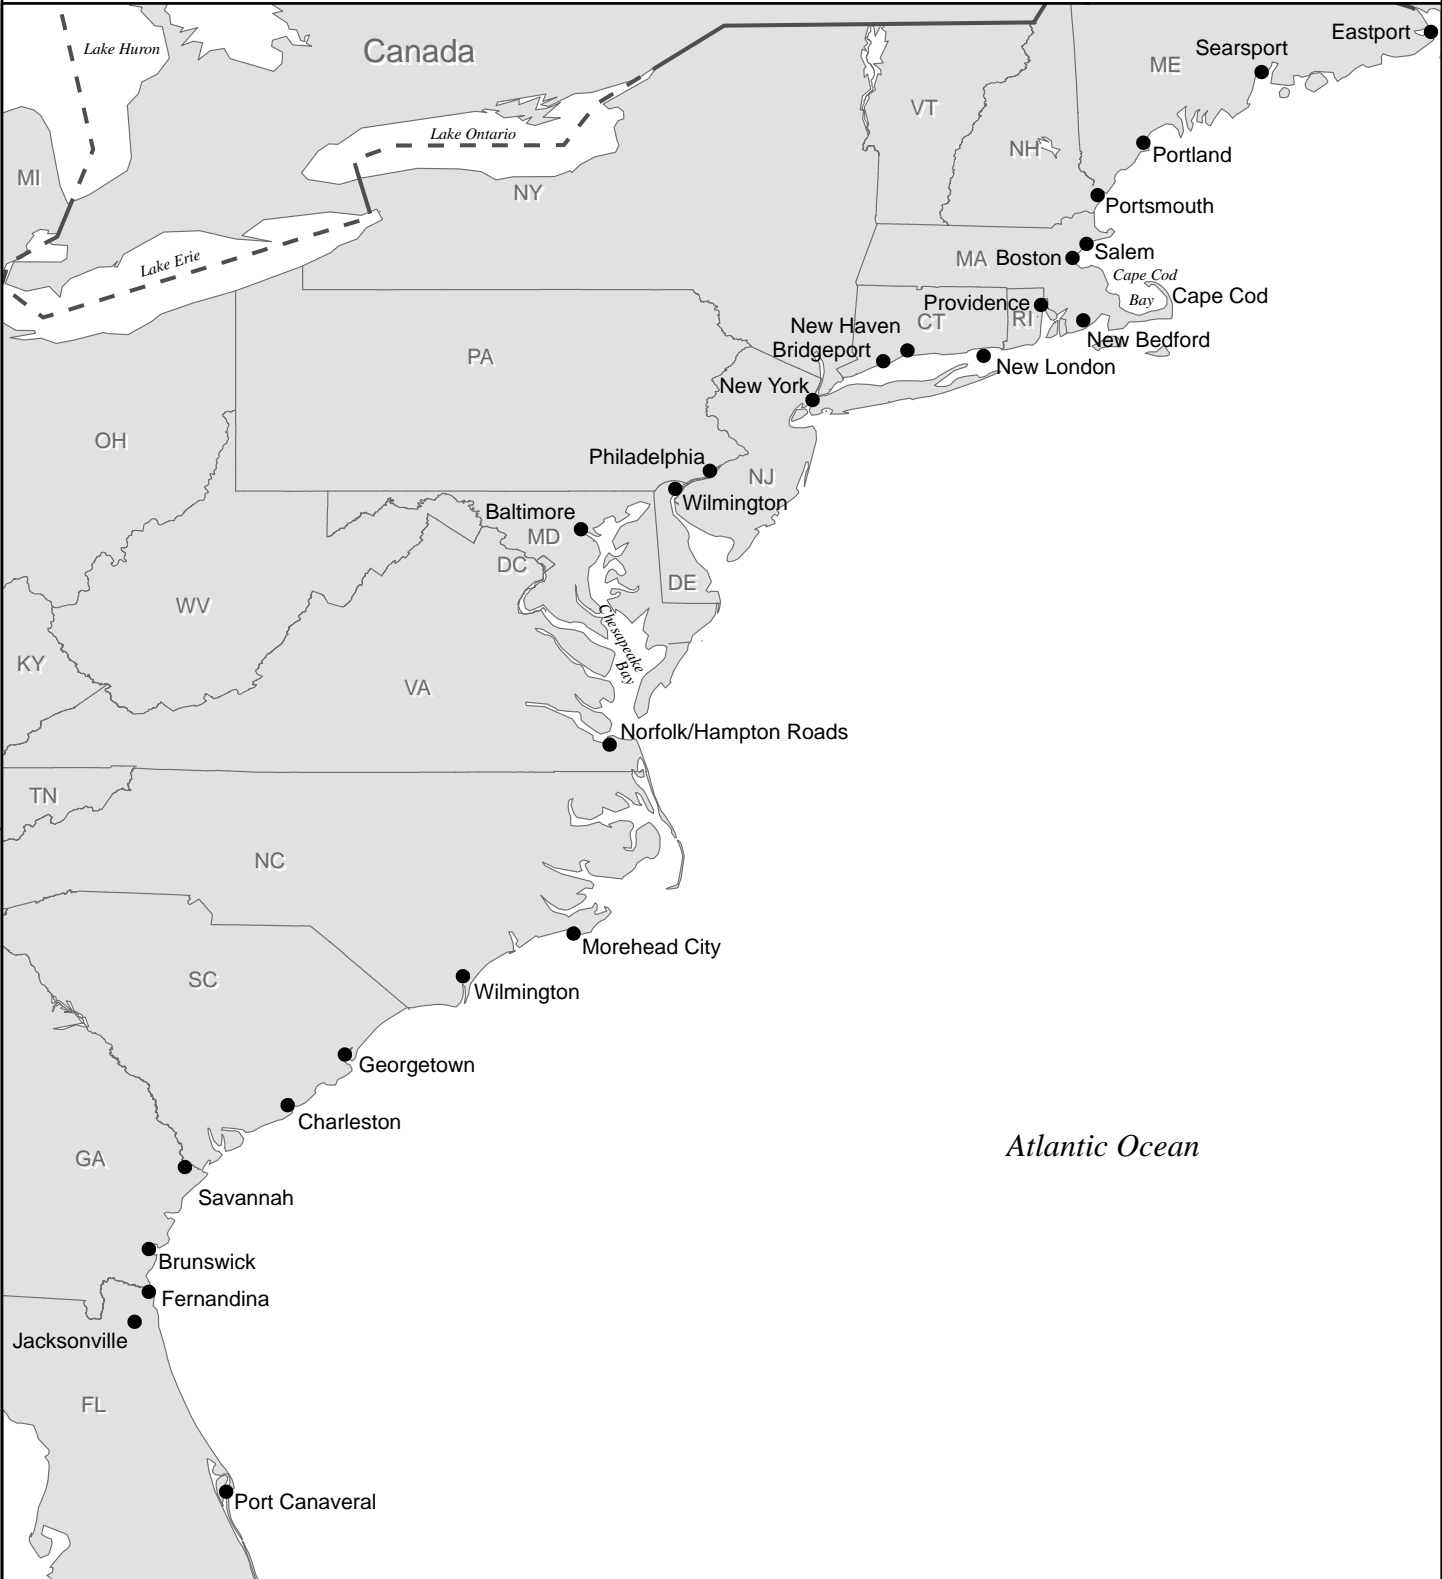 Eastport
Lake Huron
Canada
Searsport
ME
VT
Lake Ontario
NH
Portland
MI
NY
Portsmouth
Salem
MA
Boston
Lake Erie
Cape Cod
Bay
Cape Cod
Providence
CT
RI
New Haven
New Bedford
Bridgeport
PA
New London
New York
OH
Philadelphia
NJ
Wilmington
Baltimore
MD
DC
DE
WV
Chesapeake
Bay
KY
VA
Norfolk/Hampton Roads
TN
NC
Morehead City
SC
Wilmington
Georgetown
Charleston
Atlantic Ocean
GA
Savannah
Brunswick
Fernandina
Jacksonville
FL
Port Canaveral